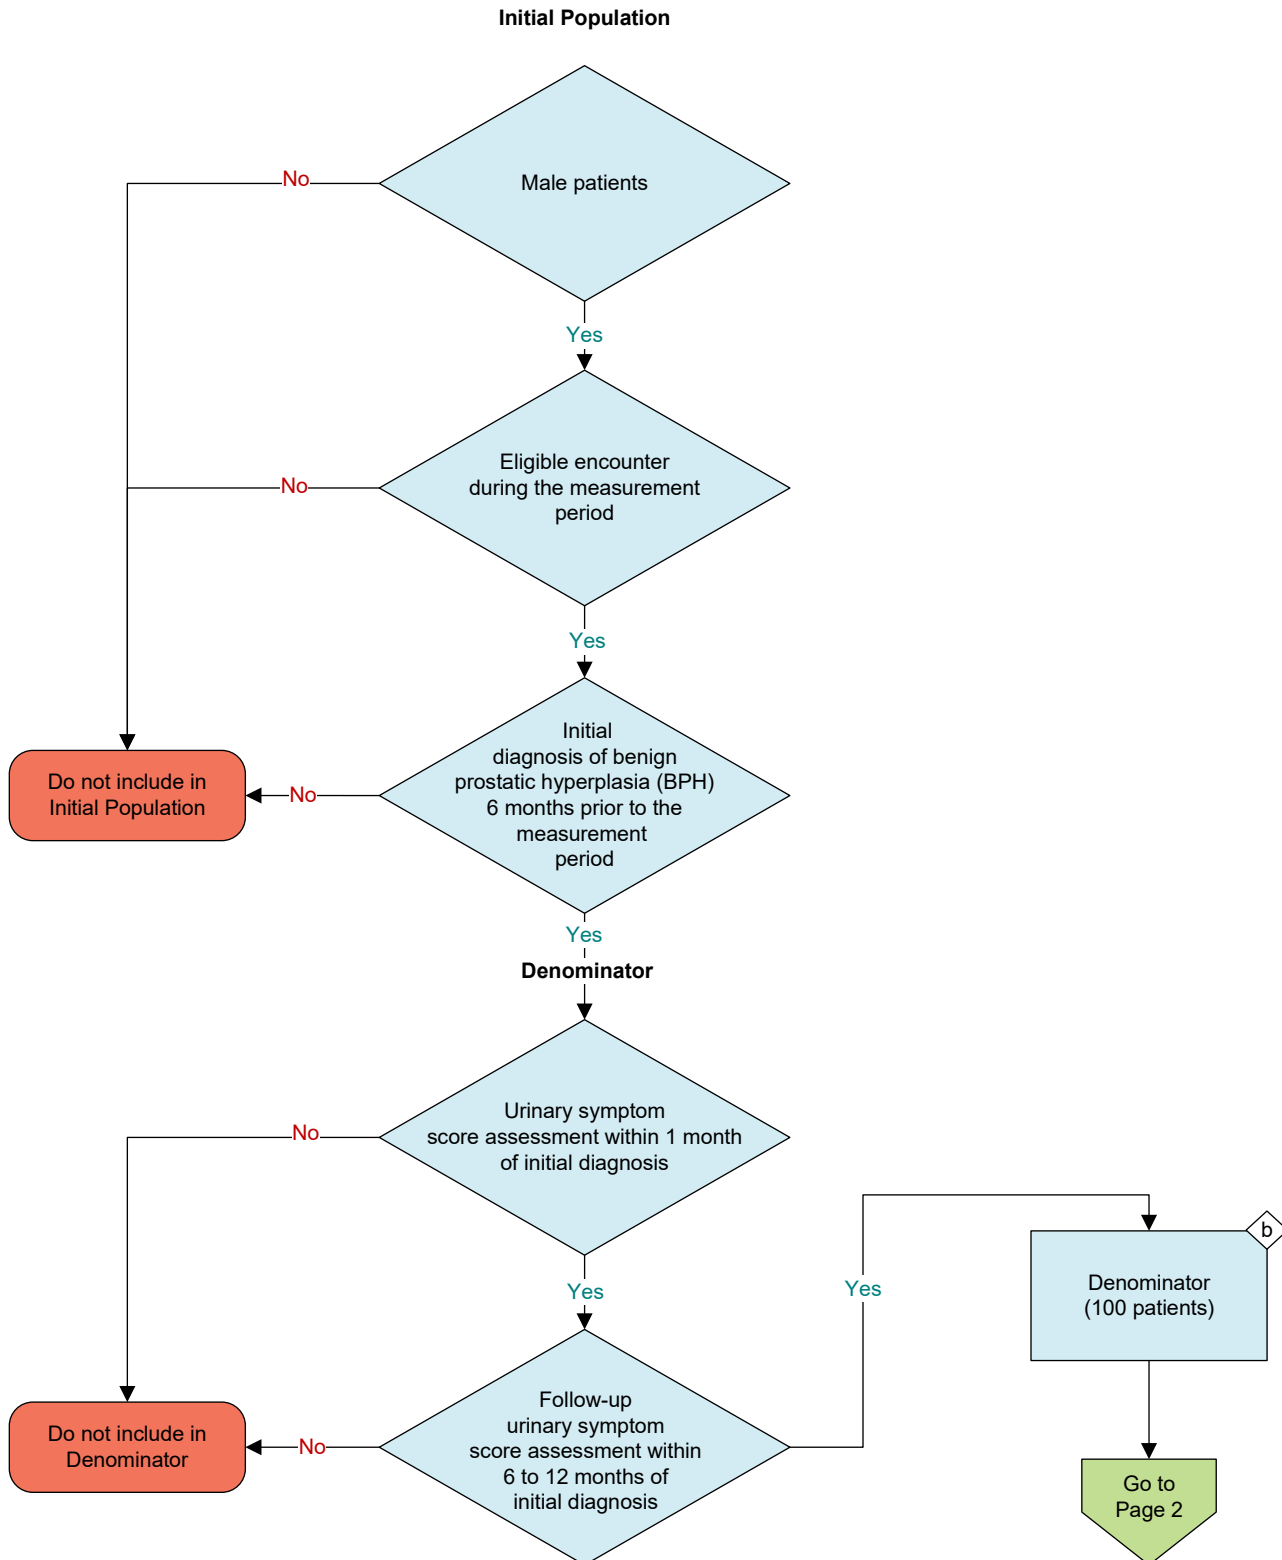 Initial Population
Male patients
No
Yes
Eligible encounter
during the measurement
period
No
Yes
Initial
diagnosis of benign
prostatic hyperplasia (BPH)
6 months prior to the
measurement
period
No
Do not include in
Initial Population
Yes
Denominator
Urinary symptom
score assessment within 1 month
of initial diagnosis
No
Yes
Follow-up
urinary symptom
score assessment within
6 to 12 months of
initial diagnosis
No
Do not include in
Denominator
Yes
b
Denominator
(100 patients)
Go to
Page 2